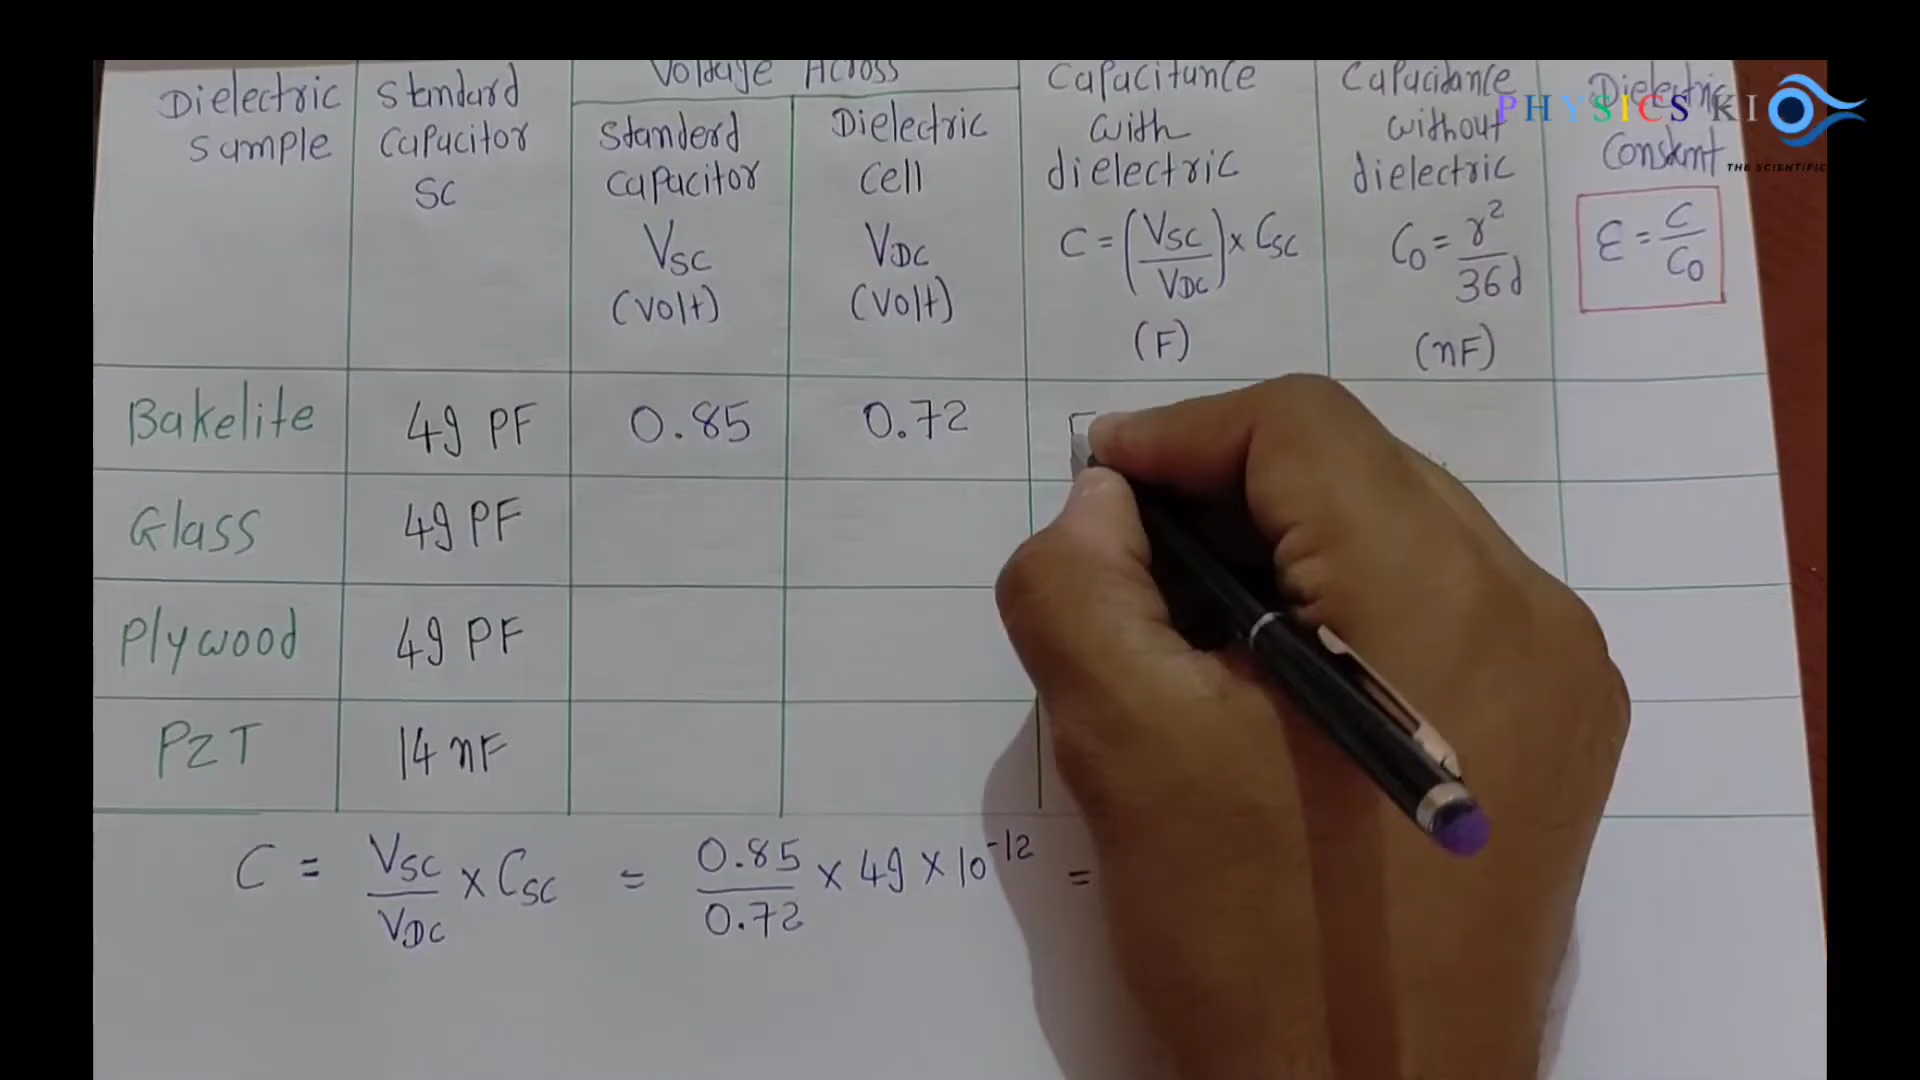 Voltage Across
Dielectric
Sample
Standard
Capacitor
SC
Standerd
Capacitor
VSC
(Volt)
Dielectric
Cell
VDC
(Volt)
Capacitance
with
dielectric
C = (VSC/VDC) x CSC
(F)
Capacitance
without
dielectric
C0 = r²/36d
(nF)
Dielectric
Constant
ε = C/C0
PHYSICS KI
THE SCIENTIFIC
Bakelite 49 PF 0.85 0.72
Glass 49 PF
Plywood 49 PF
PZT 14 nF
C = VSC/VDC x CSC = 0.85/0.72 x 49 x 10⁻¹² =